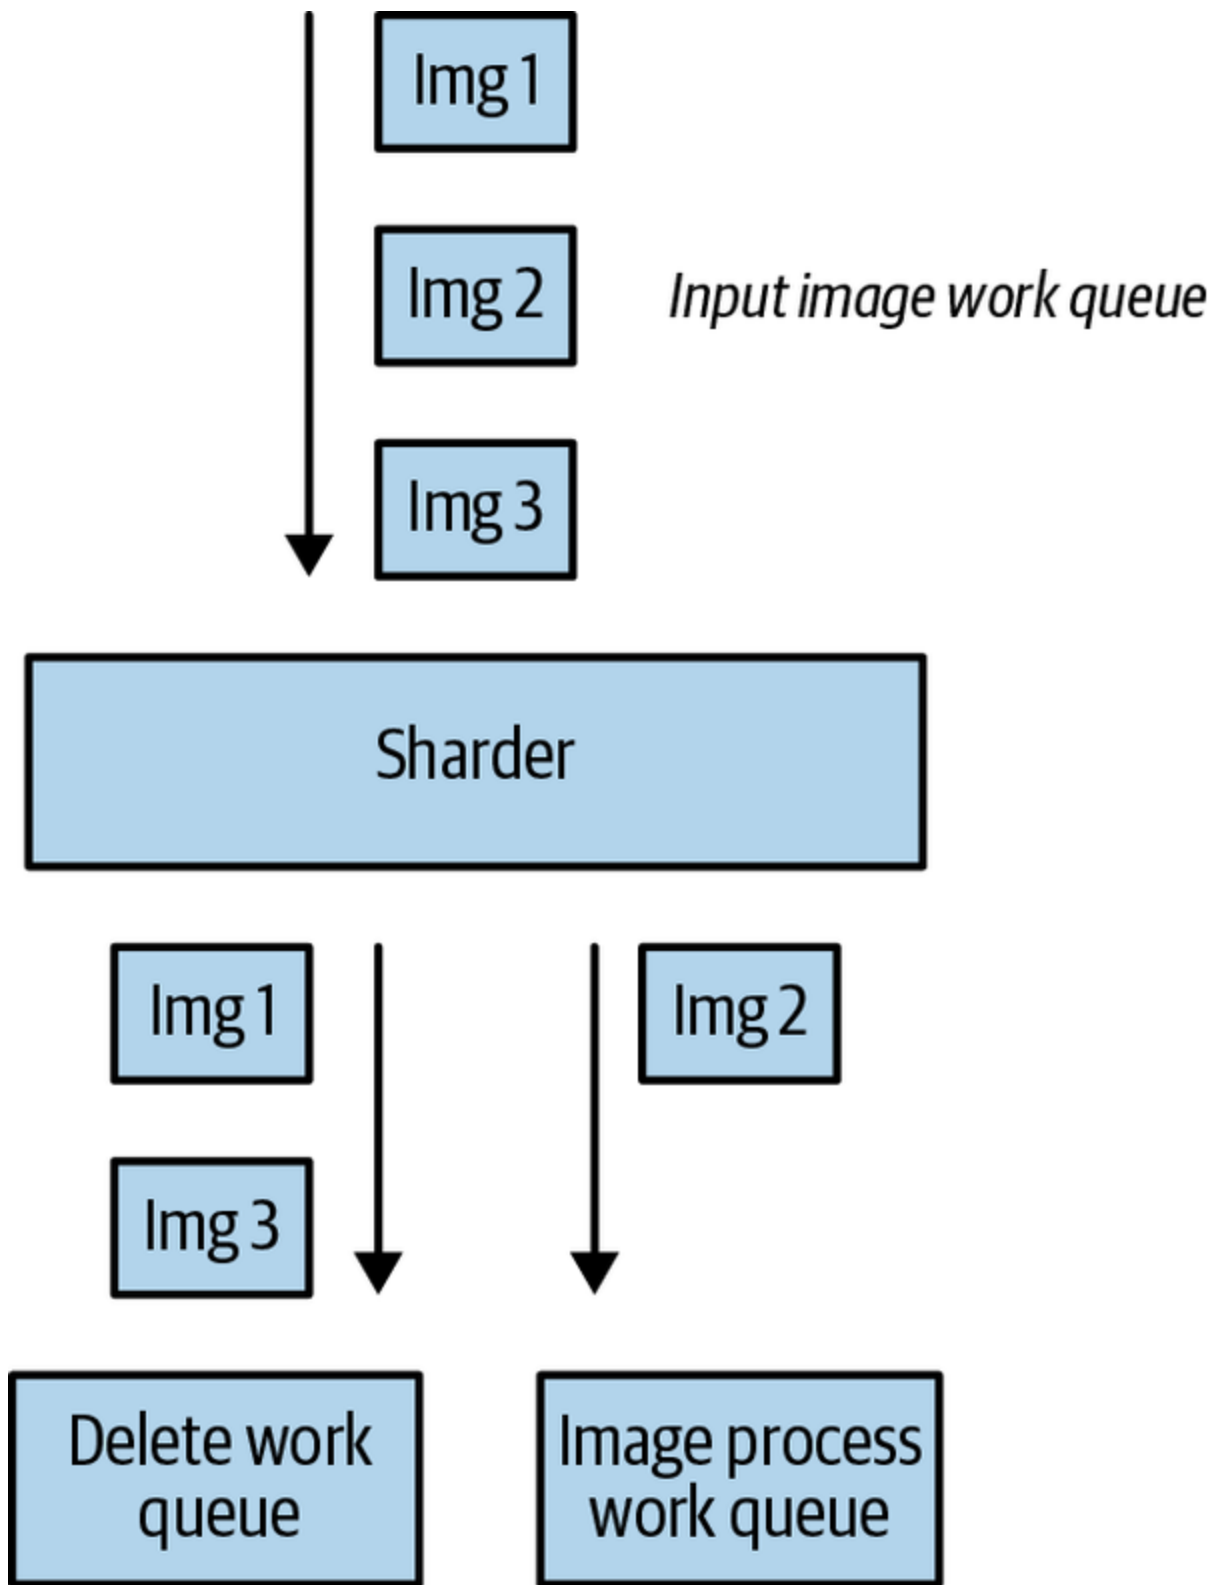 Img 1
Img 2
Input image work queue
Img 3
Sharder
Img 1
Img 2
Img 3
Delete work
queue
Image process
work queue